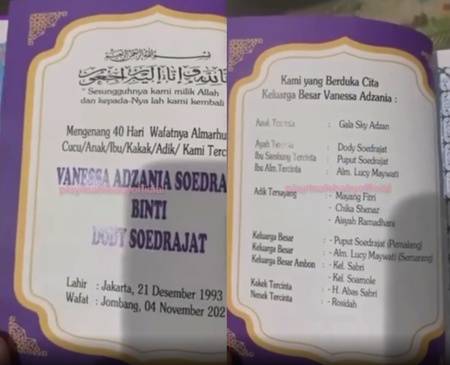 بسم الله الرحمن الرحيم
" Sesungguhnya kami milik Allah
dan kepada-Nya lah kami kembali
Mengenang 40 Hari Wafatnya Almarhu
Cucu/Anak/Ibu/Kakak/Adik/ Kami Terci
VANESSA ADZANIA SOEDRA
BINTI
DODY SOEDRAJAT
Lahir : Jakarta, 21 Desember 1993
Wafat : Jombang, 04 November 202
Kami yang Berduka Cita
Keluarga Besar Vanessa Adzania :
Anak Tercinta : Gala Sky Adzan
Ayah Tercinta : Dody Soedrajat
Ibu Sambung Tercinta : Puput Soedrajat
Ibu Alm. Tercinta : Alm. Lucy Maywati
Adik Tersayang : - Mayang Fitri
- Chika Shenaz
- Aisyah Ramadhani
Keluarga Besar : - Puput Soedrajat (Pemalang)
Keluarga Besar - Alm. Lucy Maywati (Semarang)
Keluarga Besar Ambon - Kel. Sabri
- Kel. Soamole
Kakek Tercinta - H. Abas Sabri
Nenek Tercinta - Rosidah